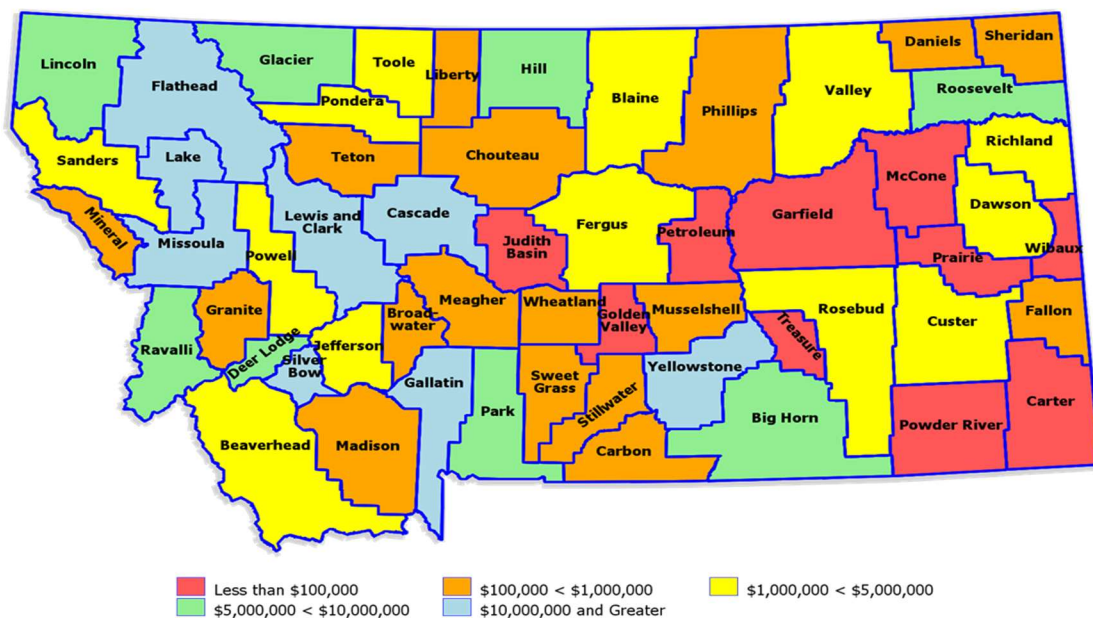 Lincoln
Flathead
Glacier
Toole
Liberty
Hill
Blaine
Phillips
Valley
Daniels
Sheridan
Roosevelt
Pondera
Sanders
Lake
Teton
Chouteau
McCone
Richland
Dawson
Mineral
Missoula
Powell
Lewis and
Clark
Cascade
Judith
Basin
Fergus
Petroleum
Garfield
Prairie
Wibaux
Granite
Broad-
water
Meagher
Wheatland
Golden
Valley
Musselshell
Treasure
Rosebud
Custer
Fallon
Ravalli
Deer Lodge
Silver
Bow
Jefferson
Gallatin
Park
Sweet
Grass
Stillwater
Yellowstone
Big Horn
Powder River
Carter
Beaverhead
Madison
Carbon
Less than $100,000
$100,000 < $1,000,000
$1,000,000 < $5,000,000
$5,000,000 < $10,000,000
$10,000,000 and Greater